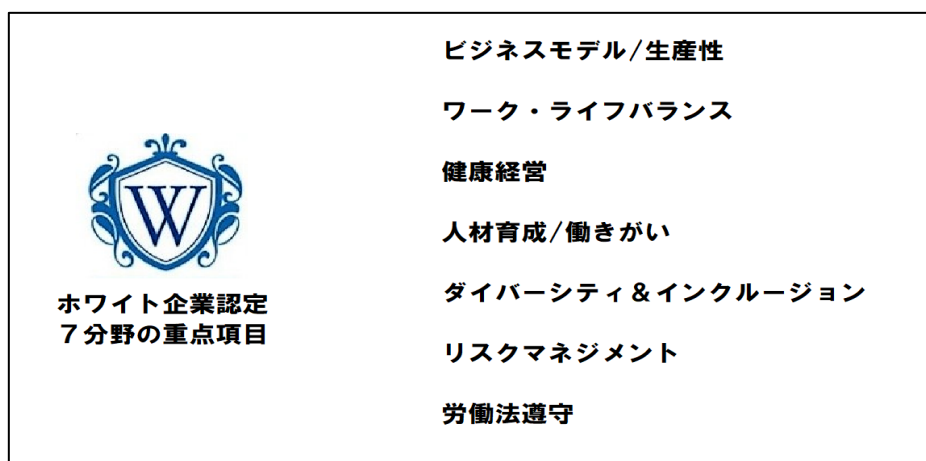 W
ホワイト企業認定
７分野の重点項目
ビジネスモデル/生産性
ワーク・ライフバランス
健康経営
人材育成/働きがい
ダイバーシティ＆インクルージョン
リスクマネジメント
労働法遵守